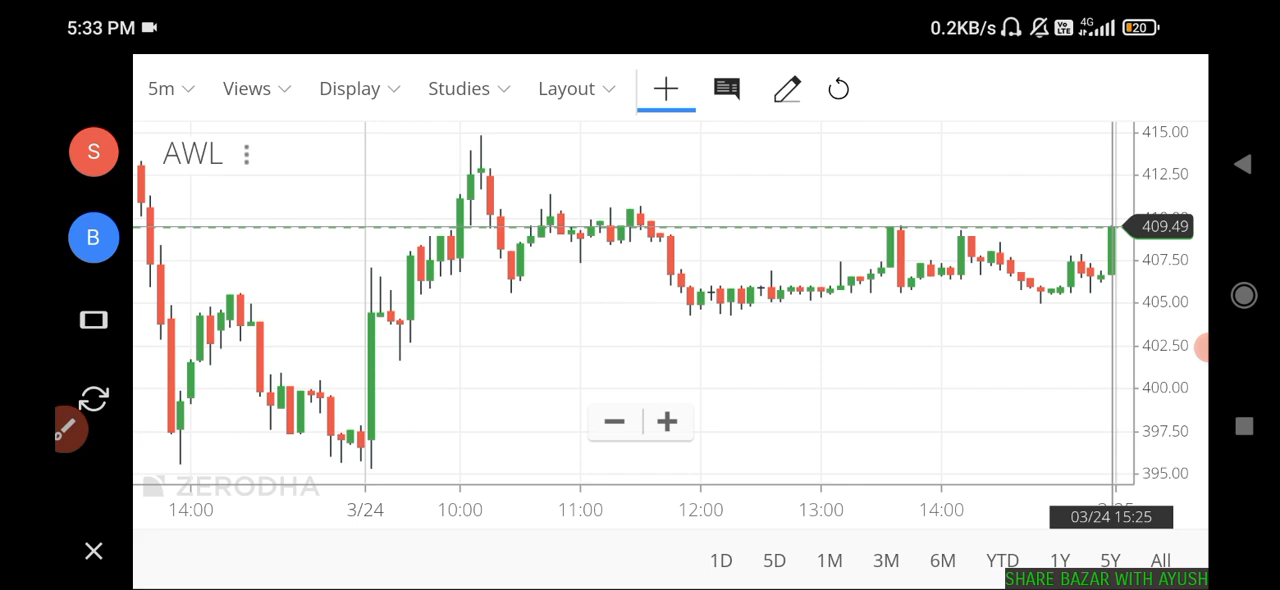 5:33 PM
0.2KB/s
Vo LTE
4G
20
5m Views Display Studies Layout
S
AWL
B
415.00
412.50
409.49
407.50
405.00
402.50
400.00
397.50
395.00
ZERODHA
14:00 3/24 10:00 11:00 12:00 13:00 14:00
03/24 15:25
1D 5D 1M 3M 6M YTD 1Y 5Y All
SHARE BAZAR WITH AYUSH